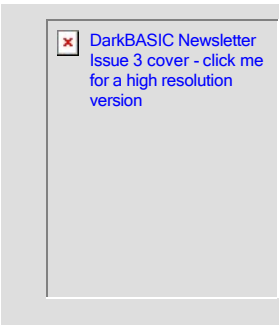 DarkBASIC Newsletter
Issue 3 cover - click me
for a high resolution
version